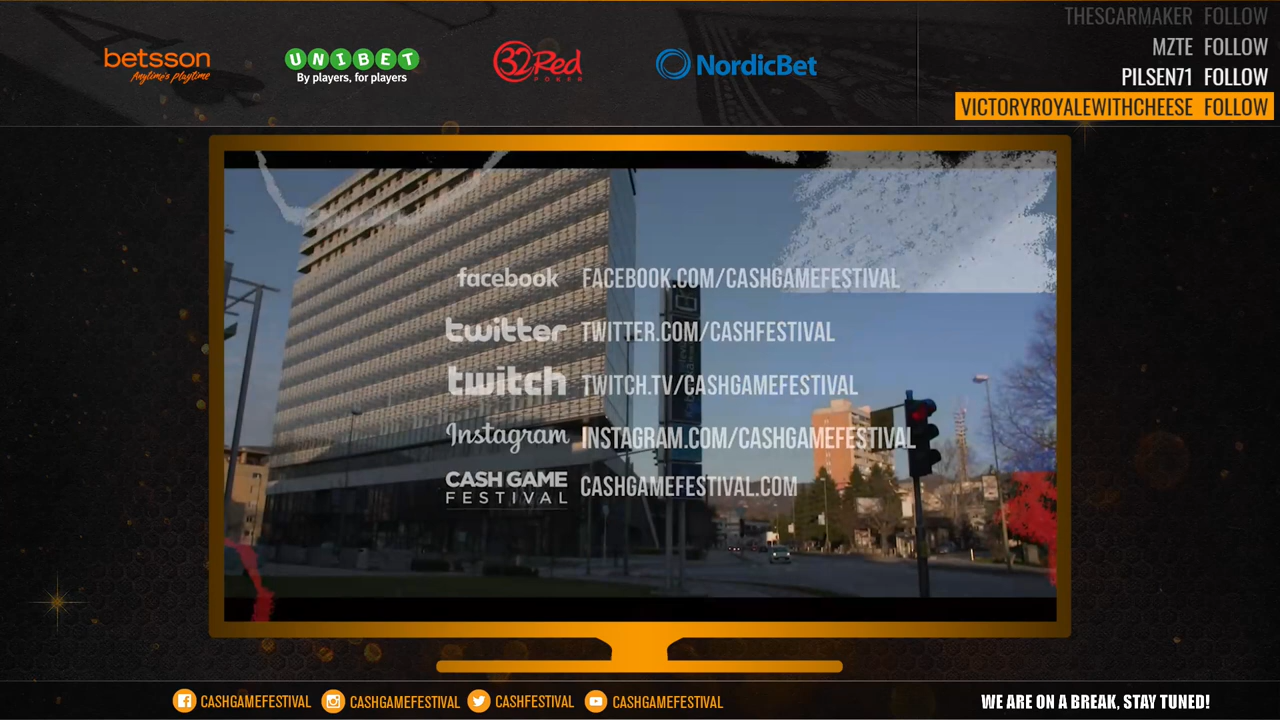 betsson
Anytime's playtime
UNIBET
By players, for players
32Red
POKER
NordicBet
THESCARMAKER FOLLOW
MZTE FOLLOW
PILSEN71 FOLLOW
VICTORYROYALEWITHCHEESE FOLLOW
facebook FACEBOOK.COM/CASHGAMEFESTIVAL
twitter TWITTER.COM/CASHFESTIVAL
twitch TWITCH.TV/CASHGAMEFESTIVAL
Instagram INSTAGRAM.COM/CASHGAMEFESTIVAL
CASH GAME
FESTIVAL
CASHGAMEFESTIVAL.COM
CASHGAMEFESTIVAL CASHGAMEFESTIVAL CASHFESTIVAL CASHGAMEFESTIVAL
WE ARE ON A BREAK, STAY TUNED!